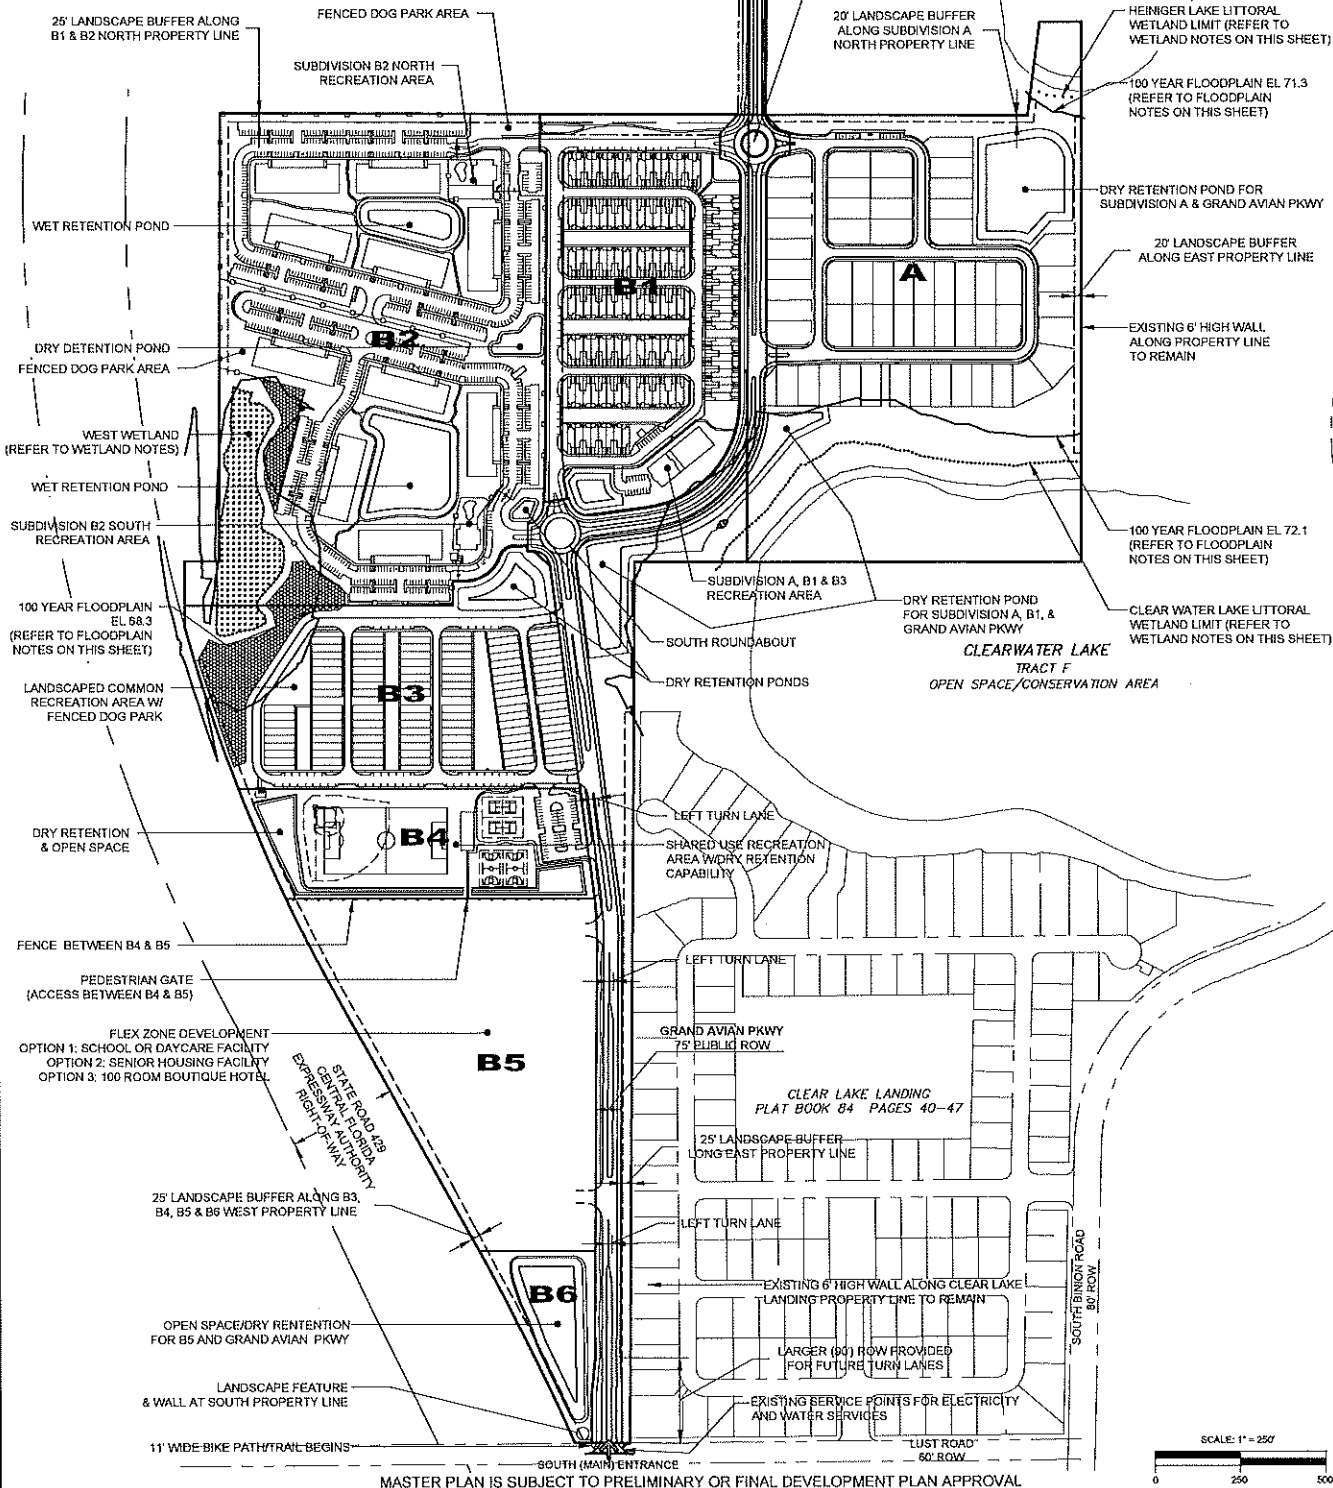 25' LANDSCAPE BUFFER ALONG
B1 & B2 NORTH PROPERTY LINE
FENCED DOG PARK AREA
SUBDIVISION B2 NORTH
RECREATION AREA
20' LANDSCAPE BUFFER
ALONG SUBDIVISION A
NORTH PROPERTY LINE
HEINIGER LAKE LITTORAL
WETLAND LIMIT (REFER TO
WETLAND NOTES ON THIS SHEET)
100 YEAR FLOODPLAIN EL 71.3
(REFER TO FLOODPLAIN
NOTES ON THIS SHEET)
DRY RETENTION POND FOR
SUBDIVISION A & GRAND AVIAN PKWY
20' LANDSCAPE BUFFER
ALONG EAST PROPERTY LINE
EXISTING 6' HIGH WALL
ALONG PROPERTY LINE
TO REMAIN
WET RETENTION POND
A
B1
B2
DRY DETENTION POND
FENCED DOG PARK AREA
WEST WETLAND
(REFER TO WETLAND NOTES)
WET RETENTION POND
SUBDIVISION B2 SOUTH
RECREATION AREA
100 YEAR FLOODPLAIN
EL 68.3
(REFER TO FLOODPLAIN
NOTES ON THIS SHEET)
LANDSCAPED COMMON
RECREATION AREA W/
FENCED DOG PARK
100 YEAR FLOODPLAIN EL 72.1
(REFER TO FLOODPLAIN
NOTES ON THIS SHEET)
SUBDIVISION A, B1 & B3
RECREATION AREA
DRY RETENTION POND
FOR SUBDIVISION A, B1, &
GRAND AVIAN PKWY
CLEAR WATER LAKE LITTORAL
WETLAND LIMIT (REFER TO
WETLAND NOTES ON THIS SHEET)
SOUTH ROUNDABOUT
DRY RETENTION PONDS
CLEARWATER LAKE
TRACT F
OPEN SPACE/CONSERVATION AREA
B3
DRY RETENTION
& OPEN SPACE
B4
LEFT TURN LANE
SHARED USE RECREATION
AREA W/DRY RETENTION
CAPABILITY
FENCE BETWEEN B4 & B5
PEDESTRIAN GATE
(ACCESS BETWEEN B4 & B5)
LEFT TURN LANE
FLEX ZONE DEVELOPMENT
OPTION 1: SCHOOL OR DAYCARE FACILITY
OPTION 2: SENIOR HOUSING FACILITY
OPTION 3: 100 ROOM BOUTIQUE HOTEL
B5
GRAND AVIAN PKWY
75' PUBLIC ROW
STATE ROAD 429
CENTRAL FLORIDA
EXPRESSWAY AUTHORITY
RIGHT-OF-WAY
CLEAR LAKE LANDING
PLAT BOOK 84 PAGES 40-47
25' LANDSCAPE BUFFER
LONG EAST PROPERTY LINE
25' LANDSCAPE BUFFER ALONG B3,
B4, B5 & B6 WEST PROPERTY LINE
LEFT TURN LANE
B6
EXISTING 6' HIGH WALL ALONG CLEAR LAKE
LANDING PROPERTY LINE TO REMAIN
SOUTH BINION ROAD
80' ROW
OPEN SPACE/DRY RENTENTION
FOR B5 AND GRAND AVIAN PKWY
LARGER (90') ROW PROVIDED
FOR FUTURE TURN LANES
LANDSCAPE FEATURE
& WALL AT SOUTH PROPERTY LINE
EXISTING SERVICE POINTS FOR ELECTRICITY
AND WATER SERVICES
11' WIDE BIKE PATH/TRAIL BEGINS
LUST ROAD
60' ROW
SOUTH (MAIN) ENTRANCE
MASTER PLAN IS SUBJECT TO PRELIMINARY OR FINAL DEVELOPMENT PLAN APPROVAL
SCALE: 1" = 250'
0 250 500